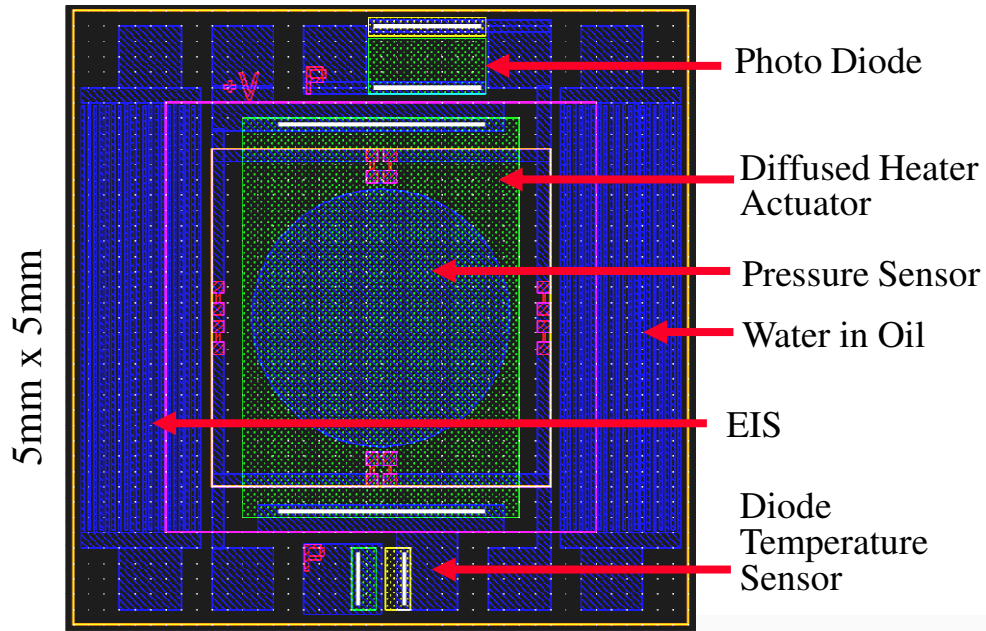 Photo Diode
+V
P
Diffused Heater
Actuator
Pressure Sensor
5mm x 5mm
Water in Oil
EIS
Diode
Temperature
Sensor
P